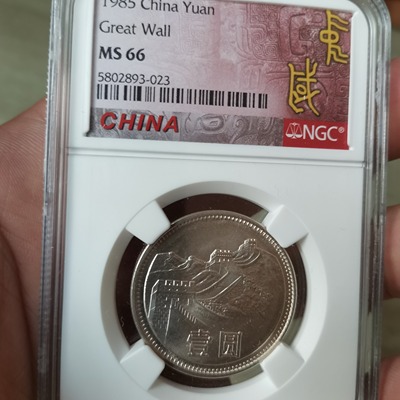 1985 China Yuan
Great Wall
MS 66
5802893-023
CHINA
NGC®
壹圆